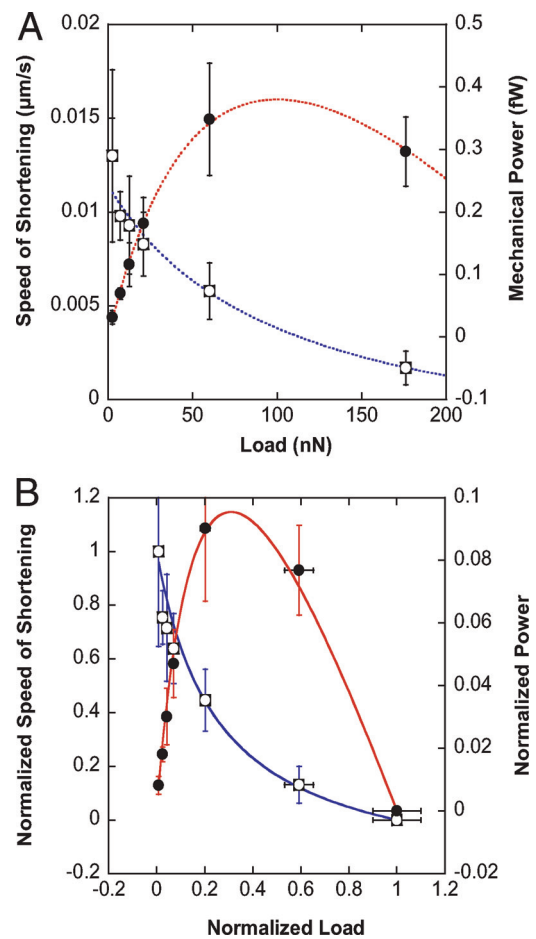 A
0.02
0.015
0.01
0.005
0
Speed of Shortening (µm/s)
0.5
0.4
0.3
0.2
0.1
0
-0.1
Mechanical Power (fW)
0 50 100 150 200
Load (nN)
B
1.2
1
0.8
0.6
0.4
0.2
0
-0.2
Normalized Speed of Shortening
0.1
0.08
0.06
0.04
0.02
0
-0.02
Normalized Power
-0.2 0 0.2 0.4 0.6 0.8 1 1.2
Normalized Load